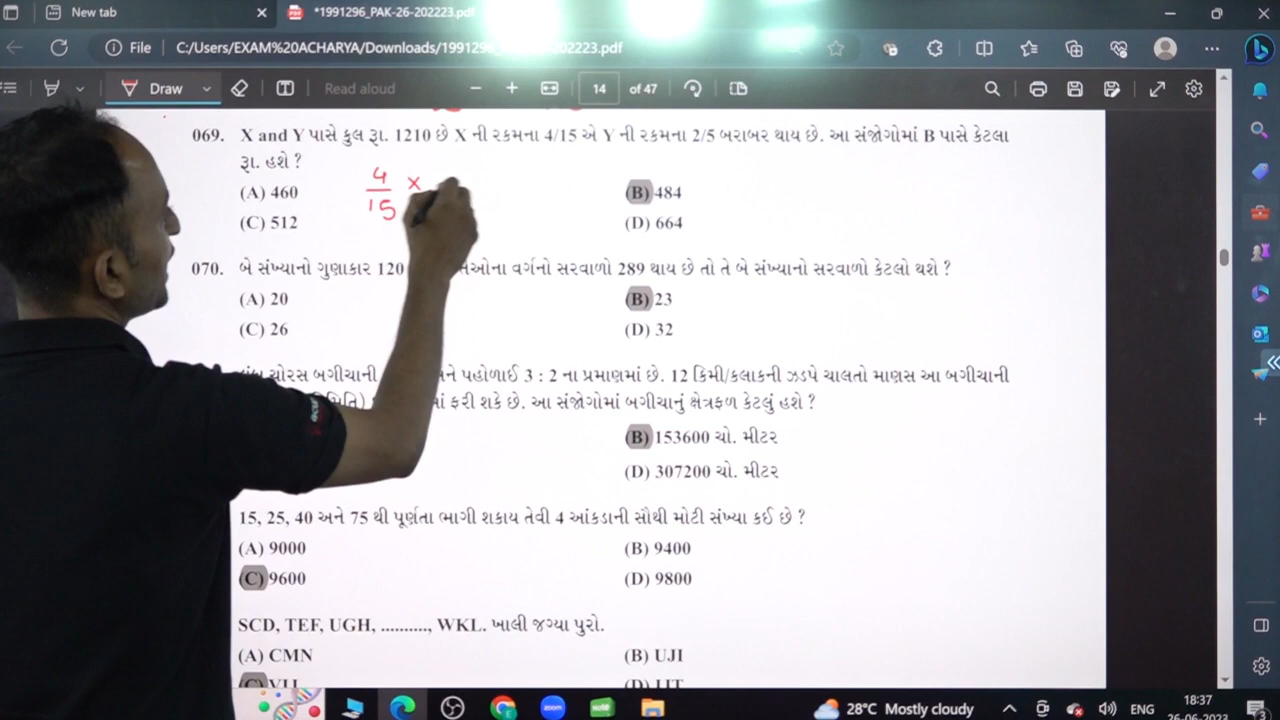 New tab
*1991296_PAK-26-202223.pdf
File
C:/Users/EXAM%20ACHARYA/Downloads/1991296_ -202223.pdf
Draw
Read aloud
14 of 47
069. X and Y પાસે કુલ રૂા. 1210 છે X ની રકમના 4/15 એ Y ની રકમના 2/5 બરાબર થાય છે. આ સંજોગોમાં B પાસે કેટલા
રૂા. હશે ?
(A) 460
(B) 484
4
15
×
(C) 512
(D) 664
070. બે સંખ્યાનો ગુણાકાર 120 ઓના વર્ગનો સરવાળો 289 થાય છે તો તે બે સંખ્યાનો સરવાળો કેટલો થશે ?
(A) 20
(B) 23
(C) 26
(D) 32
ચોરસ બગીચાની અને પહોળાઈ 3 : 2 ના પ્રમાણમાં છે. 12 કિમી/કલાકની ઝડપે ચાલતો માણસ આ બગીચાની
ફરી શકે છે. આ સંજોગોમાં બગીચાનું ક્ષેત્રફળ કેટલું હશે ?
(B) 153600 ચો. મીટર
(D) 307200 ચો. મીટર
15, 25, 40 અને 75 થી પૂર્ણતા ભાગી શકાય તેવી 4 આંકડાની સૌથી મોટી સંખ્યા કઈ છે ?
(A) 9000
(B) 9400
(C) 9600
(D) 9800
SCD, TEF, UGH, .........., WKL. ખાલી જગ્યા પુરો.
(A) CMN
(B) UJI
28°C Mostly cloudy
ENG
18:37
26-06-2023